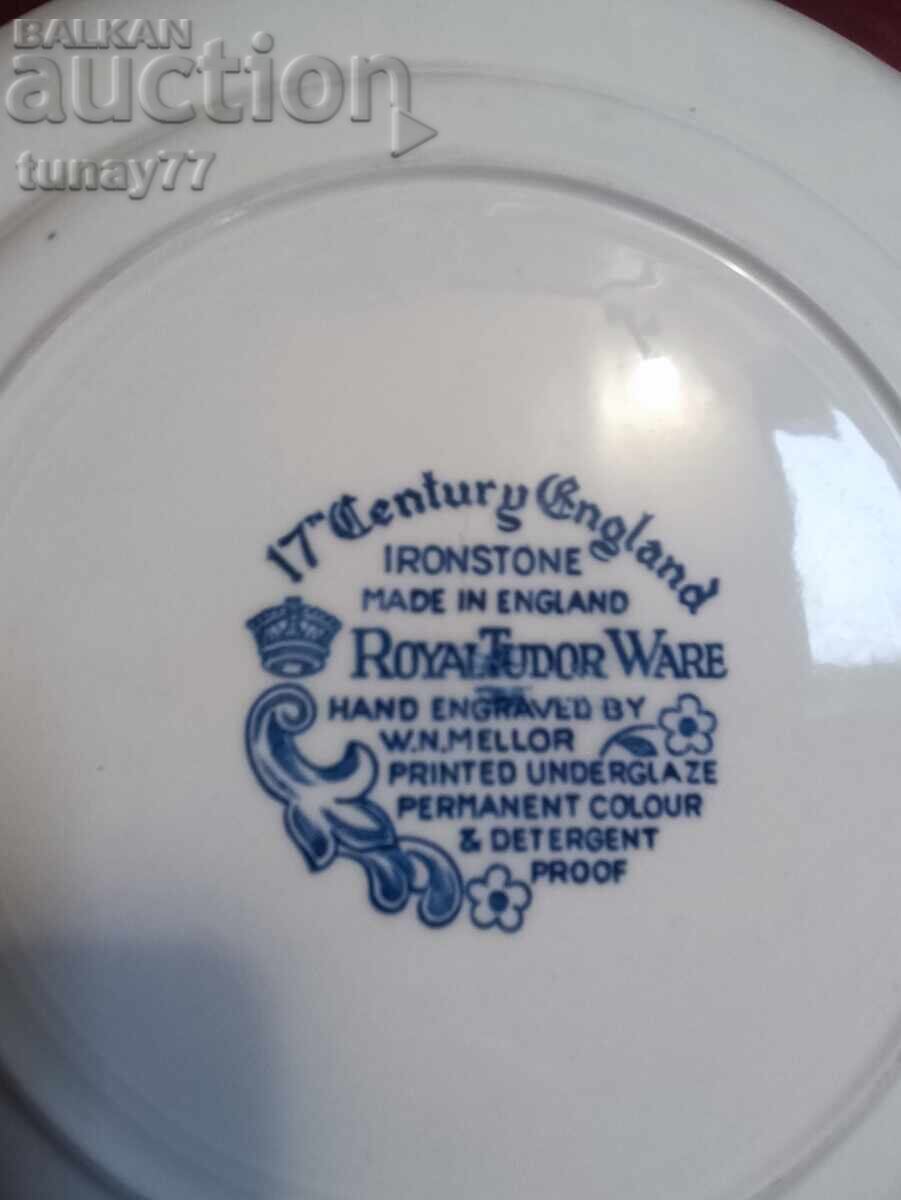 BALKAN
auction
tunay77
17TH Century England
IRONSTONE
MADE IN ENGLAND
ROYAL TUDOR WARE
HAND ENGRAVED BY
W.N.MELLOR
PRINTED UNDERGLAZE
PERMANENT COLOUR
& DETERGENT
PROOF